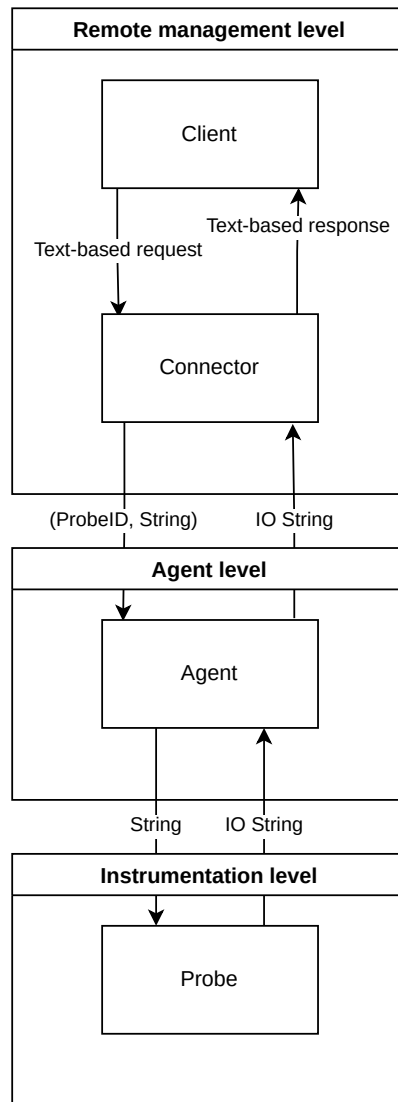 Remote management level
Client
Text-based response
Text-based request
Connector
(ProbeID, String)
IO String
Agent level
Agent
String
IO String
Instrumentation level
Probe